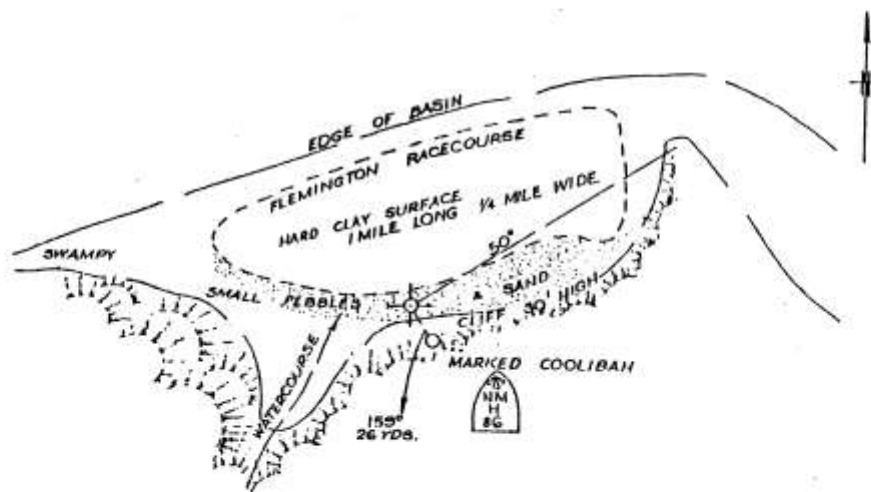 EDGE OF BASIN
FLEMINGTON RACECOURSE
HARD CLAY SURFACE
1 MILE LONG 1/4 MILE WIDE
50°
SWAMPY
SMALL PEBBLES & SAND
CLIFF 30' HIGH
WATERCOURSE
MARKED COOLIBAH
159°
26 YDS.
NM
H
86